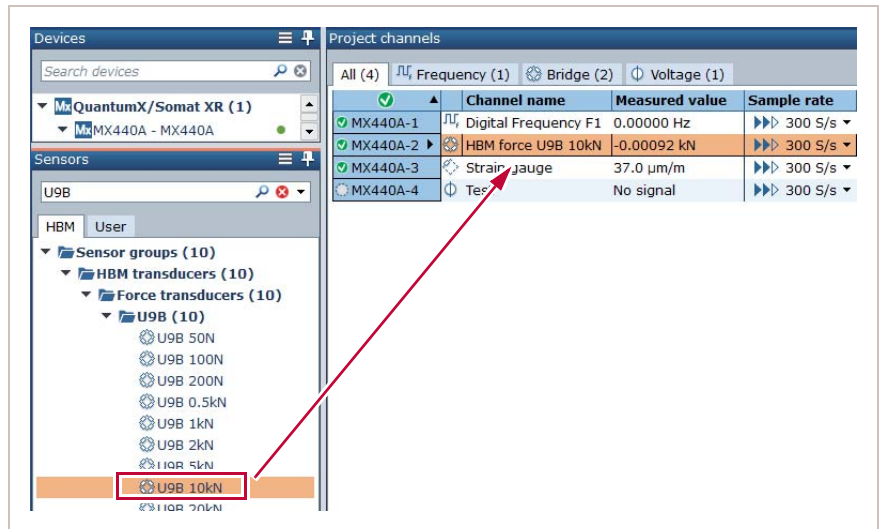 Devices
Search devices
QuantumX/Somat XR (1)
MX440A - MX440A
Sensors
U9B
HBM User
Sensor groups (10)
HBM transducers (10)
Force transducers (10)
U9B (10)
U9B 50N
U9B 100N
U9B 200N
U9B 0.5kN
U9B 1kN
U9B 2kN
U9B 5kN
U9B 10kN
U9B 20kN
Project channels
All (4) Frequency (1) Bridge (2) Voltage (1)
Channel name Measured value Sample rate
MX440A-1 Digital Frequency F1 0.00000 Hz 300 S/s
MX440A-2 HBM force U9B 10kN -0.00092 kN 300 S/s
MX440A-3 Strain gauge 37.0 µm/m 300 S/s
MX440A-4 No signal 300 S/s